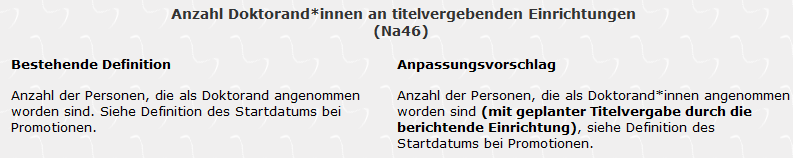 Anzahl Doktorand*innen an titelvergebenden Einrichtungen
(Na46)
Bestehende Definition
Anzahl der Personen, die als Doktorand angenommen
worden sind. Siehe Definition des Startdatums bei
Promotionen.
Anpassungsvorschlag
Anzahl der Personen, die als Doktorand*innen angenommen
worden sind (mit geplanter Titelvergabe durch die
berichtende Einrichtung), siehe Definition des
Startdatums bei Promotionen.